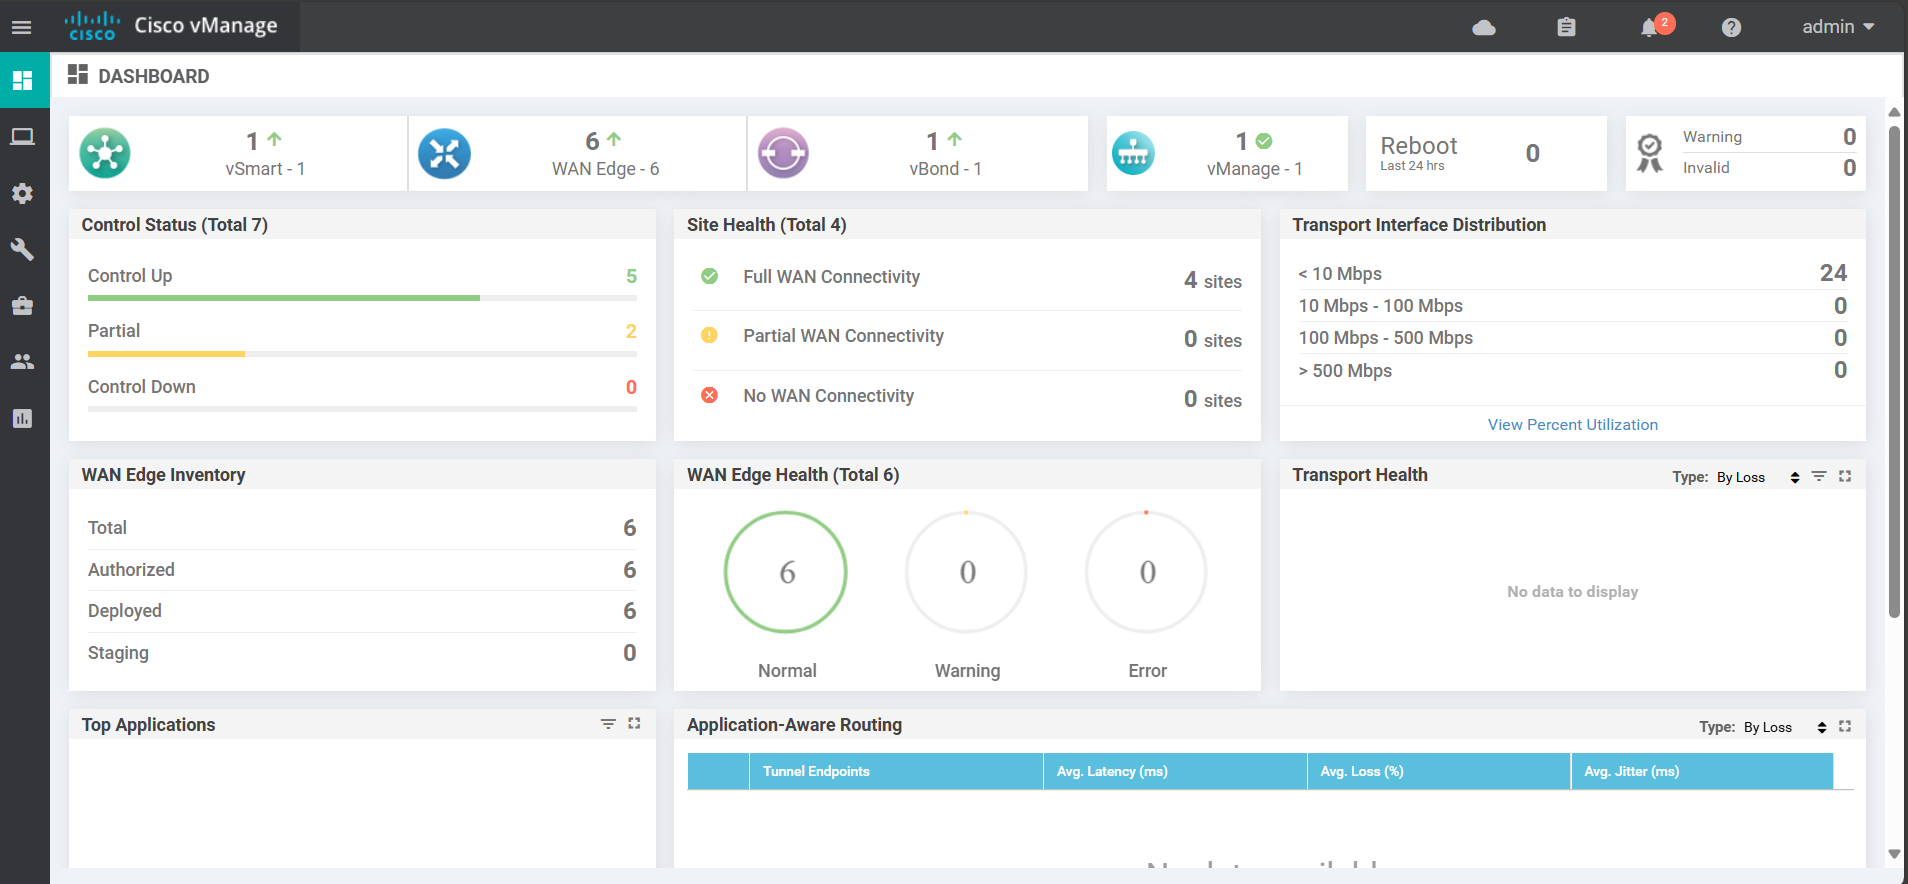 cisco Cisco vManage
2
admin
DASHBOARD
1
vSmart - 1
6
WAN Edge - 6
1
vBond - 1
1
vManage - 1
Reboot
Last 24 hrs
0
Warning 0
Invalid 0
Control Status (Total 7)
Control Up 5
Partial 2
Control Down 0
Site Health (Total 4)
Full WAN Connectivity 4 sites
Partial WAN Connectivity 0 sites
No WAN Connectivity 0 sites
Transport Interface Distribution
< 10 Mbps 24
10 Mbps - 100 Mbps 0
100 Mbps - 500 Mbps 0
> 500 Mbps 0
View Percent Utilization
WAN Edge Inventory
Total 6
Authorized 6
Deployed 6
Staging 0
WAN Edge Health (Total 6)
6 0 0
Normal Warning Error
Transport Health Type: By Loss
No data to display
Top Applications
Application-Aware Routing Type: By Loss
Tunnel Endpoints Avg. Latency (ms) Avg. Loss (%) Avg. Jitter (ms)